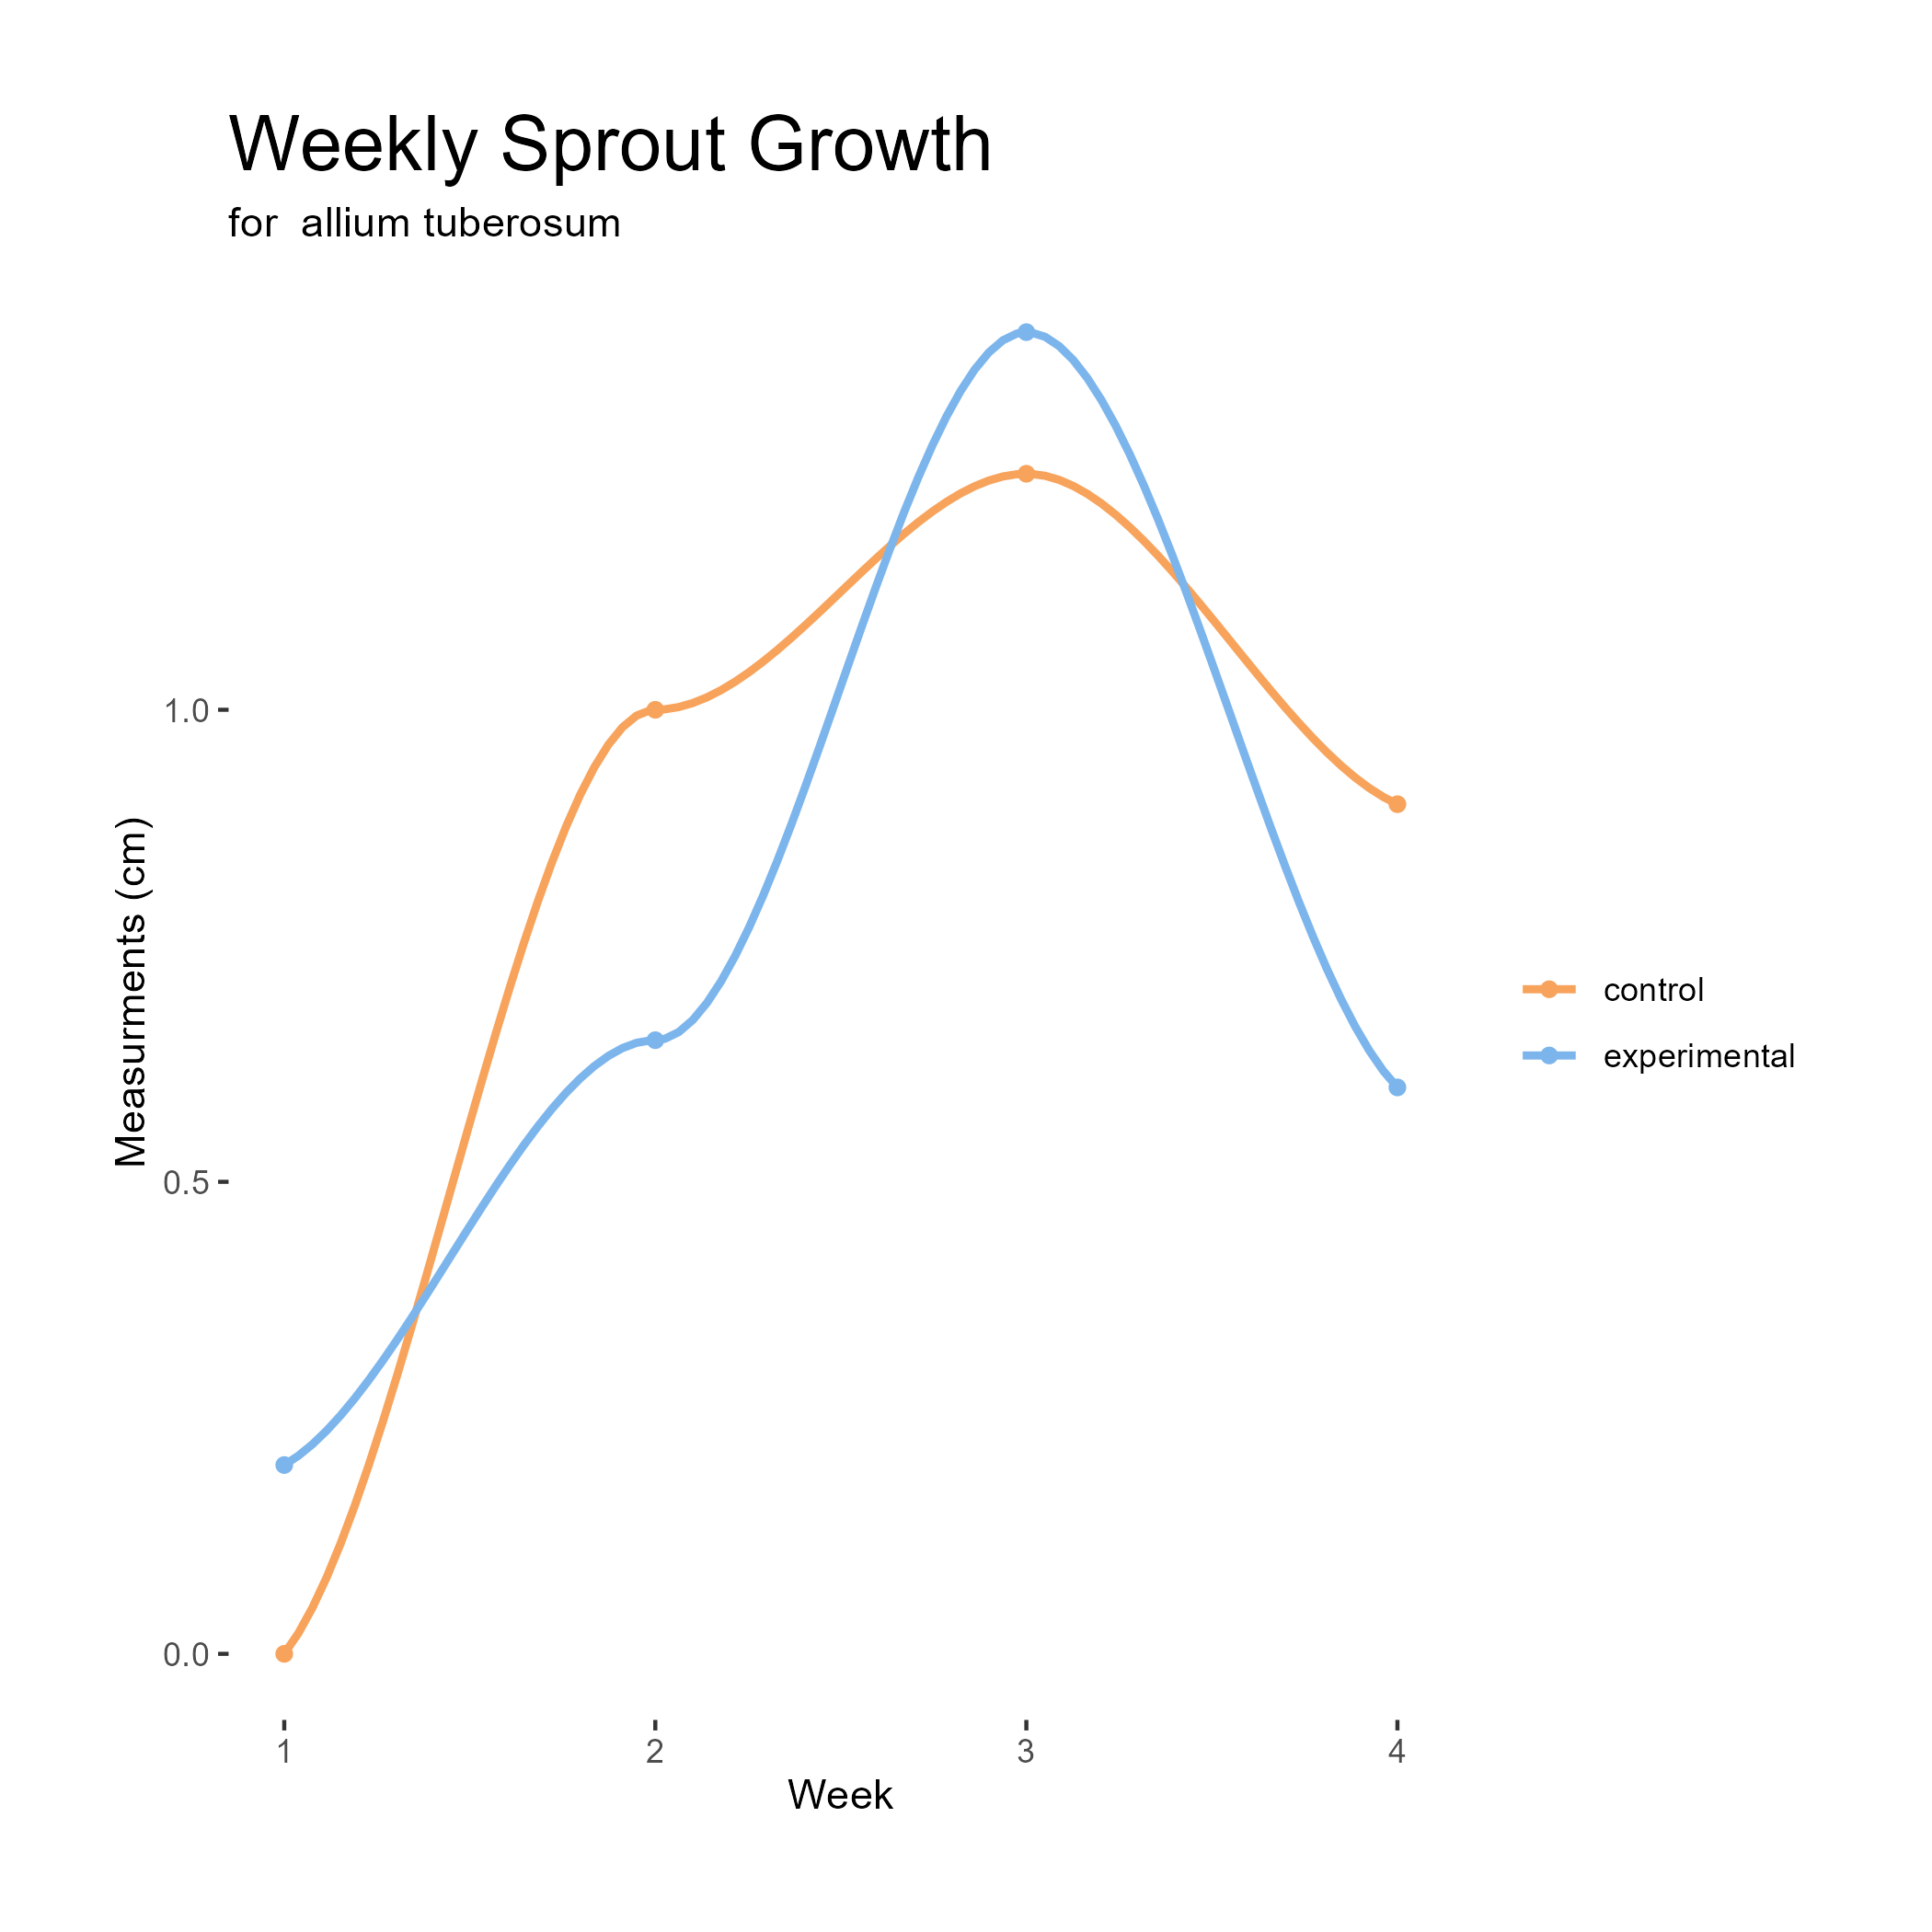 Weekly Sprout Growth
for  allium tuberosum
Measurments (cm)
1.0
0.5
0.0
1 2 3 4
Week
control
experimental